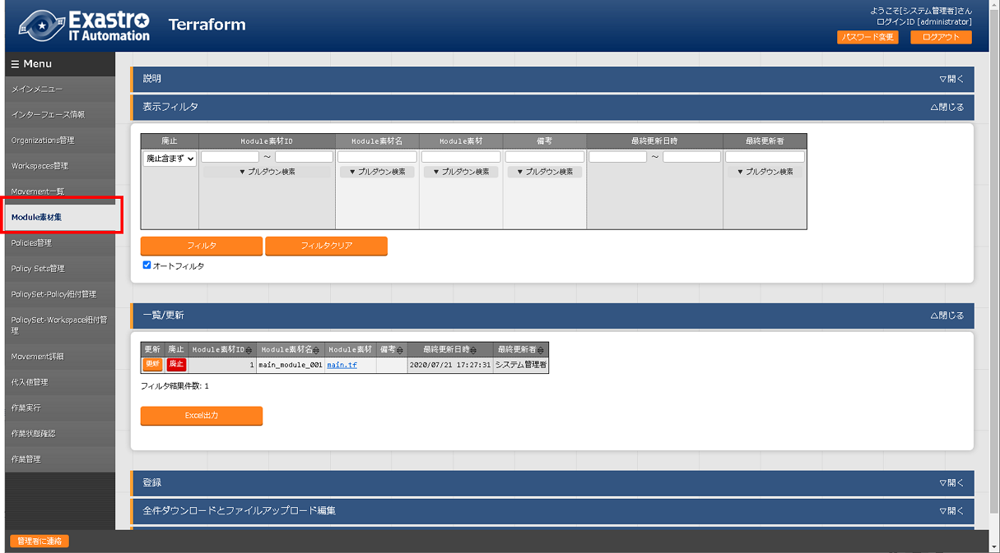 Exastro
IT Automation
Terraform
ようこそ[システム管理者]さん
ログインID [administrator]
パスワード変更
ログアウト
☰ Menu
メインメニュー
インターフェース情報
Organizations管理
Workspaces管理
Movement一覧
Module素材集
Policies管理
Policy Sets管理
PolicySet-Policy紐付管理
PolicySet-Workspace紐付管
理
Movement詳細
代入値管理
作業実行
作業状態確認
作業管理
説明
▽開く
表示フィルタ
△閉じる
廃止 Module素材ID Module素材名 Module素材 備考 最終更新日時 最終更新者
廃止含まず ～ ～
▼ プルダウン検索 ▼ プルダウン検索 ▼ プルダウン検索 ▼ プルダウン検索 ▼ プルダウン検索
フィルタ フィルタクリア
オートフィルタ
一覧/更新
△閉じる
更新 廃止 Module素材ID Module素材名 Module素材 備考 最終更新日時 最終更新者
更新 廃止 1 main_module_001 main.tf 2020/07/21 17:27:31 システム管理者
フィルタ結果件数: 1
Excel出力
登録
▽開く
全件ダウンロードとファイルアップロード編集
▽開く
管理者に連絡